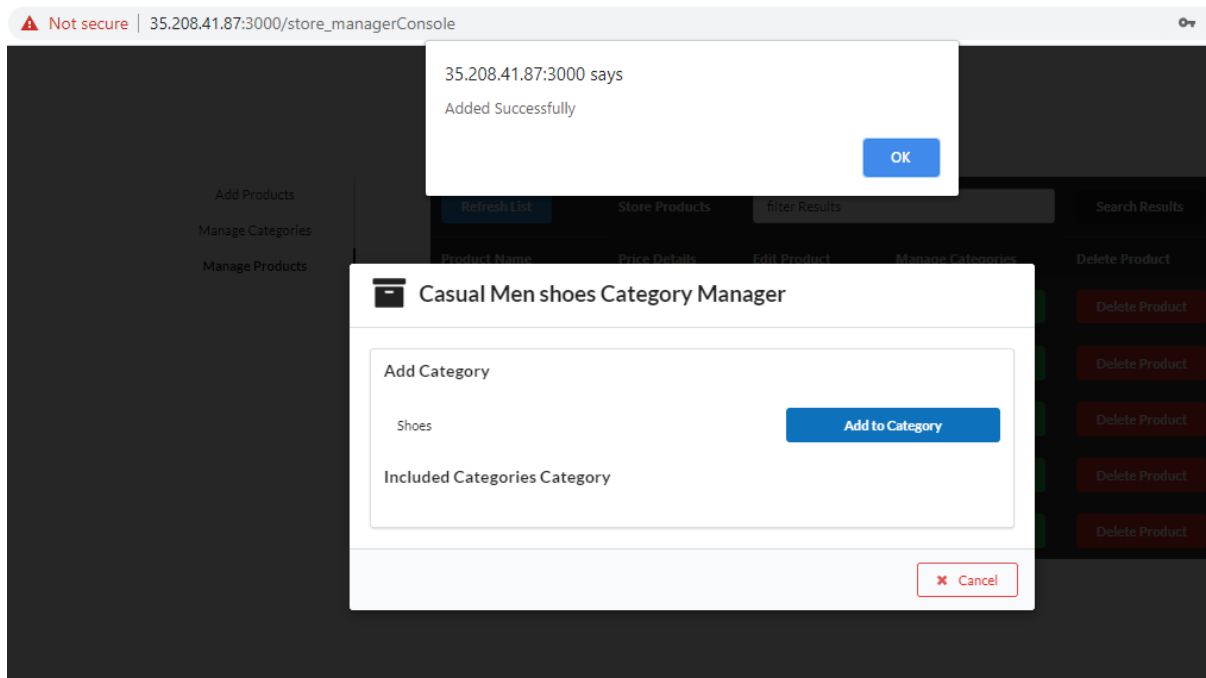 Not secure | 35.208.41.87:3000/store_managerConsole
35.208.41.87:3000 says
Added Successfully
OK
Add Products
Manage Categories
Manage Products
Refresh List Store Products filter Results Search Results
Product Name Price Details Edit Product Manage Categories Delete Product
Casual Men shoes Category Manager
Delete Product
Add Category
Delete Product
Shoes Add to Category
Delete Product
Included Categories Category
Delete Product
Delete Product
Cancel